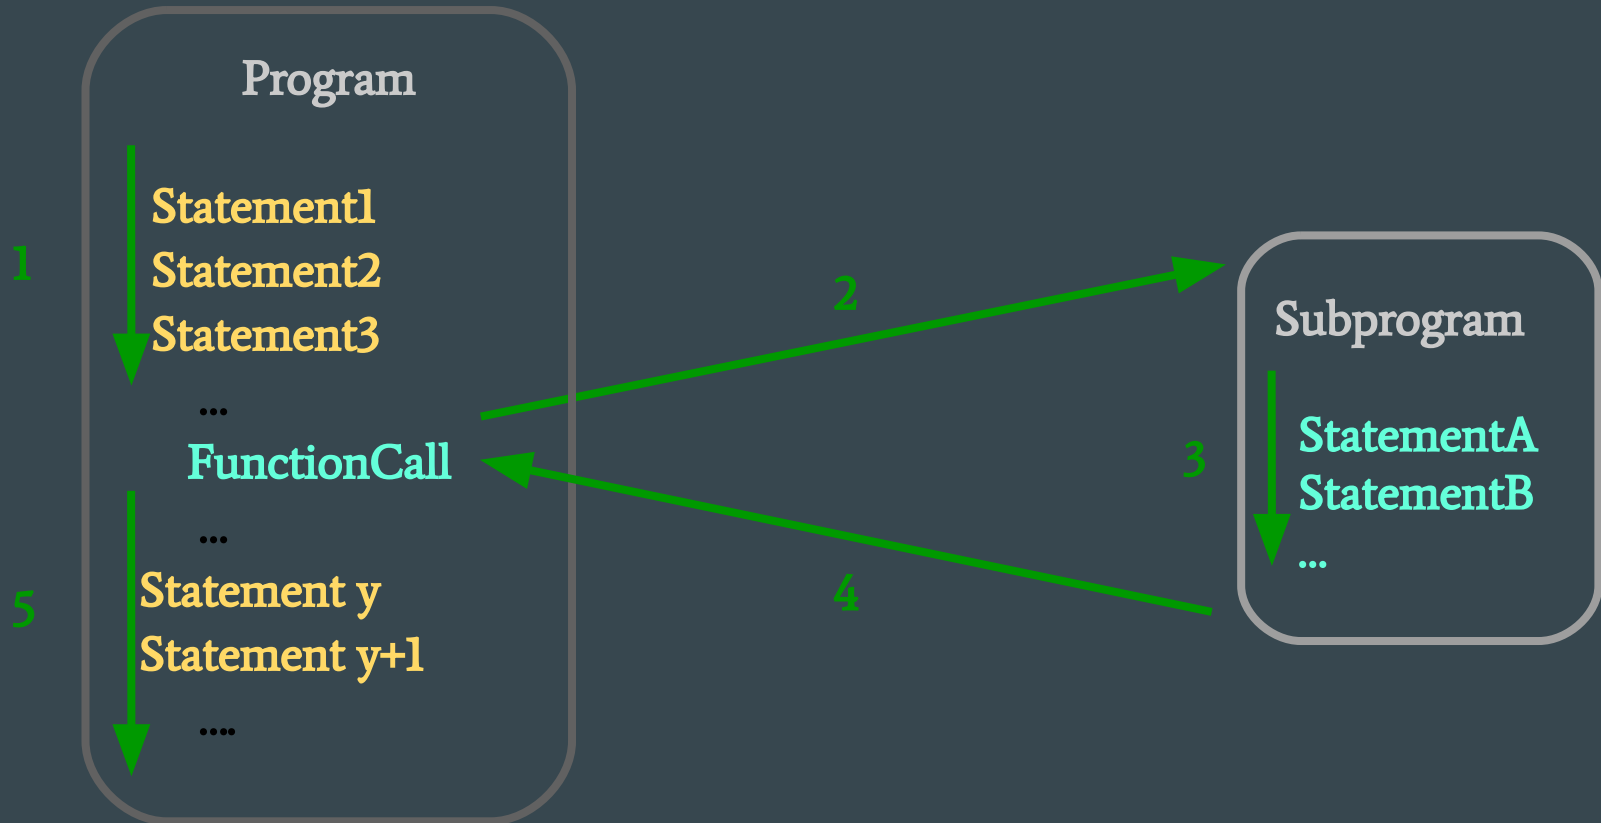 Program
Statement1
Statement2
Statement3
...
FunctionCall
...
Statement y
Statement y+1
....
1
5
2
4
3
Subprogram
StatementA
StatementB
...